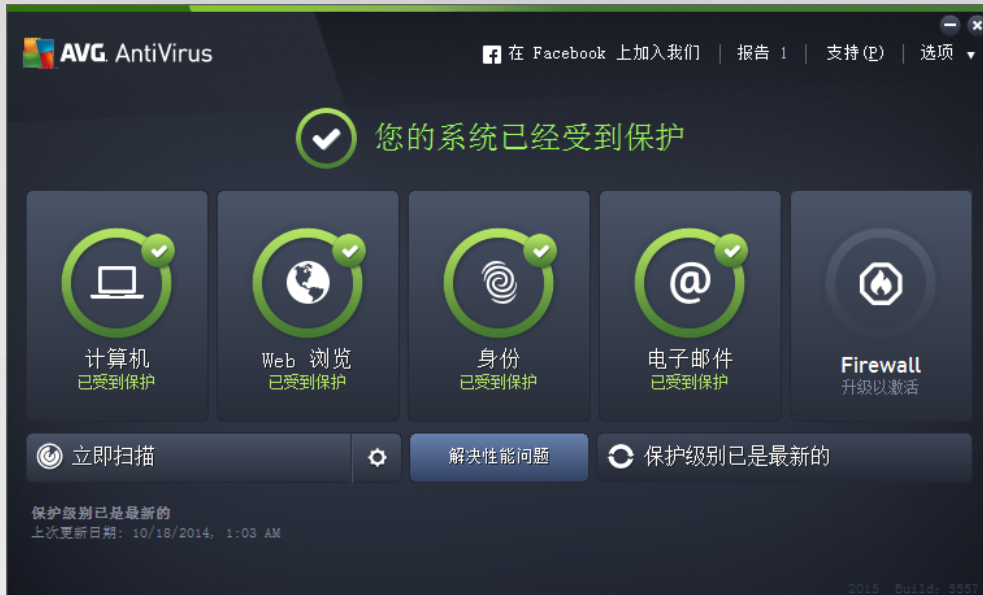 AVG AntiVirus
在 Facebook 上加入我们 | 报告 1 | 支持(P) | 选项
您的系统已经受到保护
计算机
已受到保护
Web 浏览
已受到保护
身份
已受到保护
电子邮件
已受到保护
Firewall
升级以激活
立即扫描
解决性能问题
保护级别已是最新的
保护级别已是最新的
上次更新日期: 10/18/2014, 1:03 AM
2015 Build: 5557